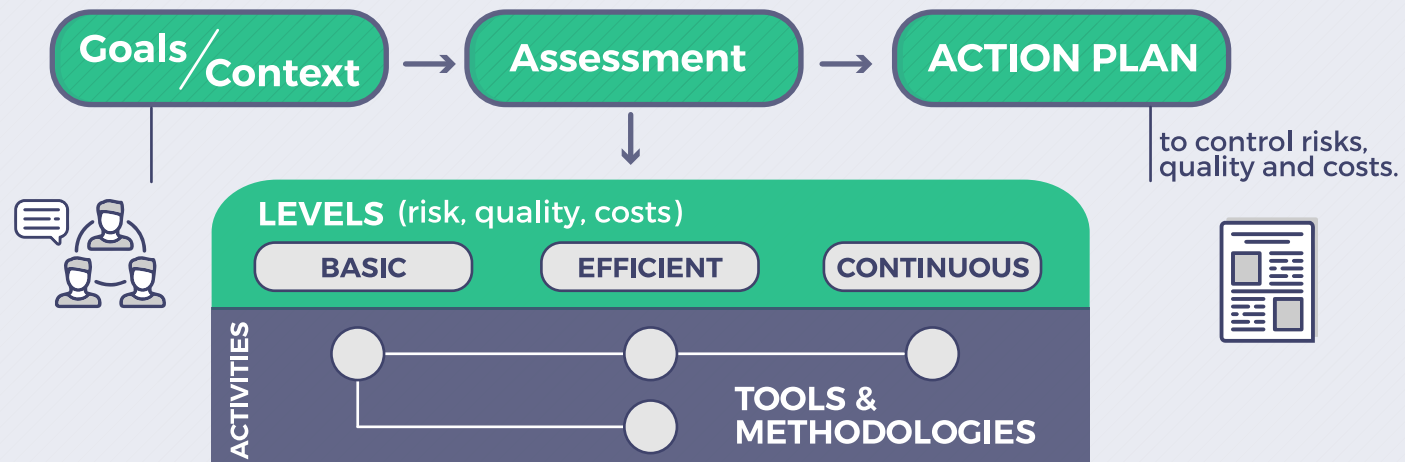 Goals/
Context
Assessment
ACTION PLAN
to control risks,
quality and costs.
LEVELS (risk, quality, costs)
BASIC
EFFICIENT
CONTINUOUS
ACTIVITIES
TOOLS &
METHODOLOGIES